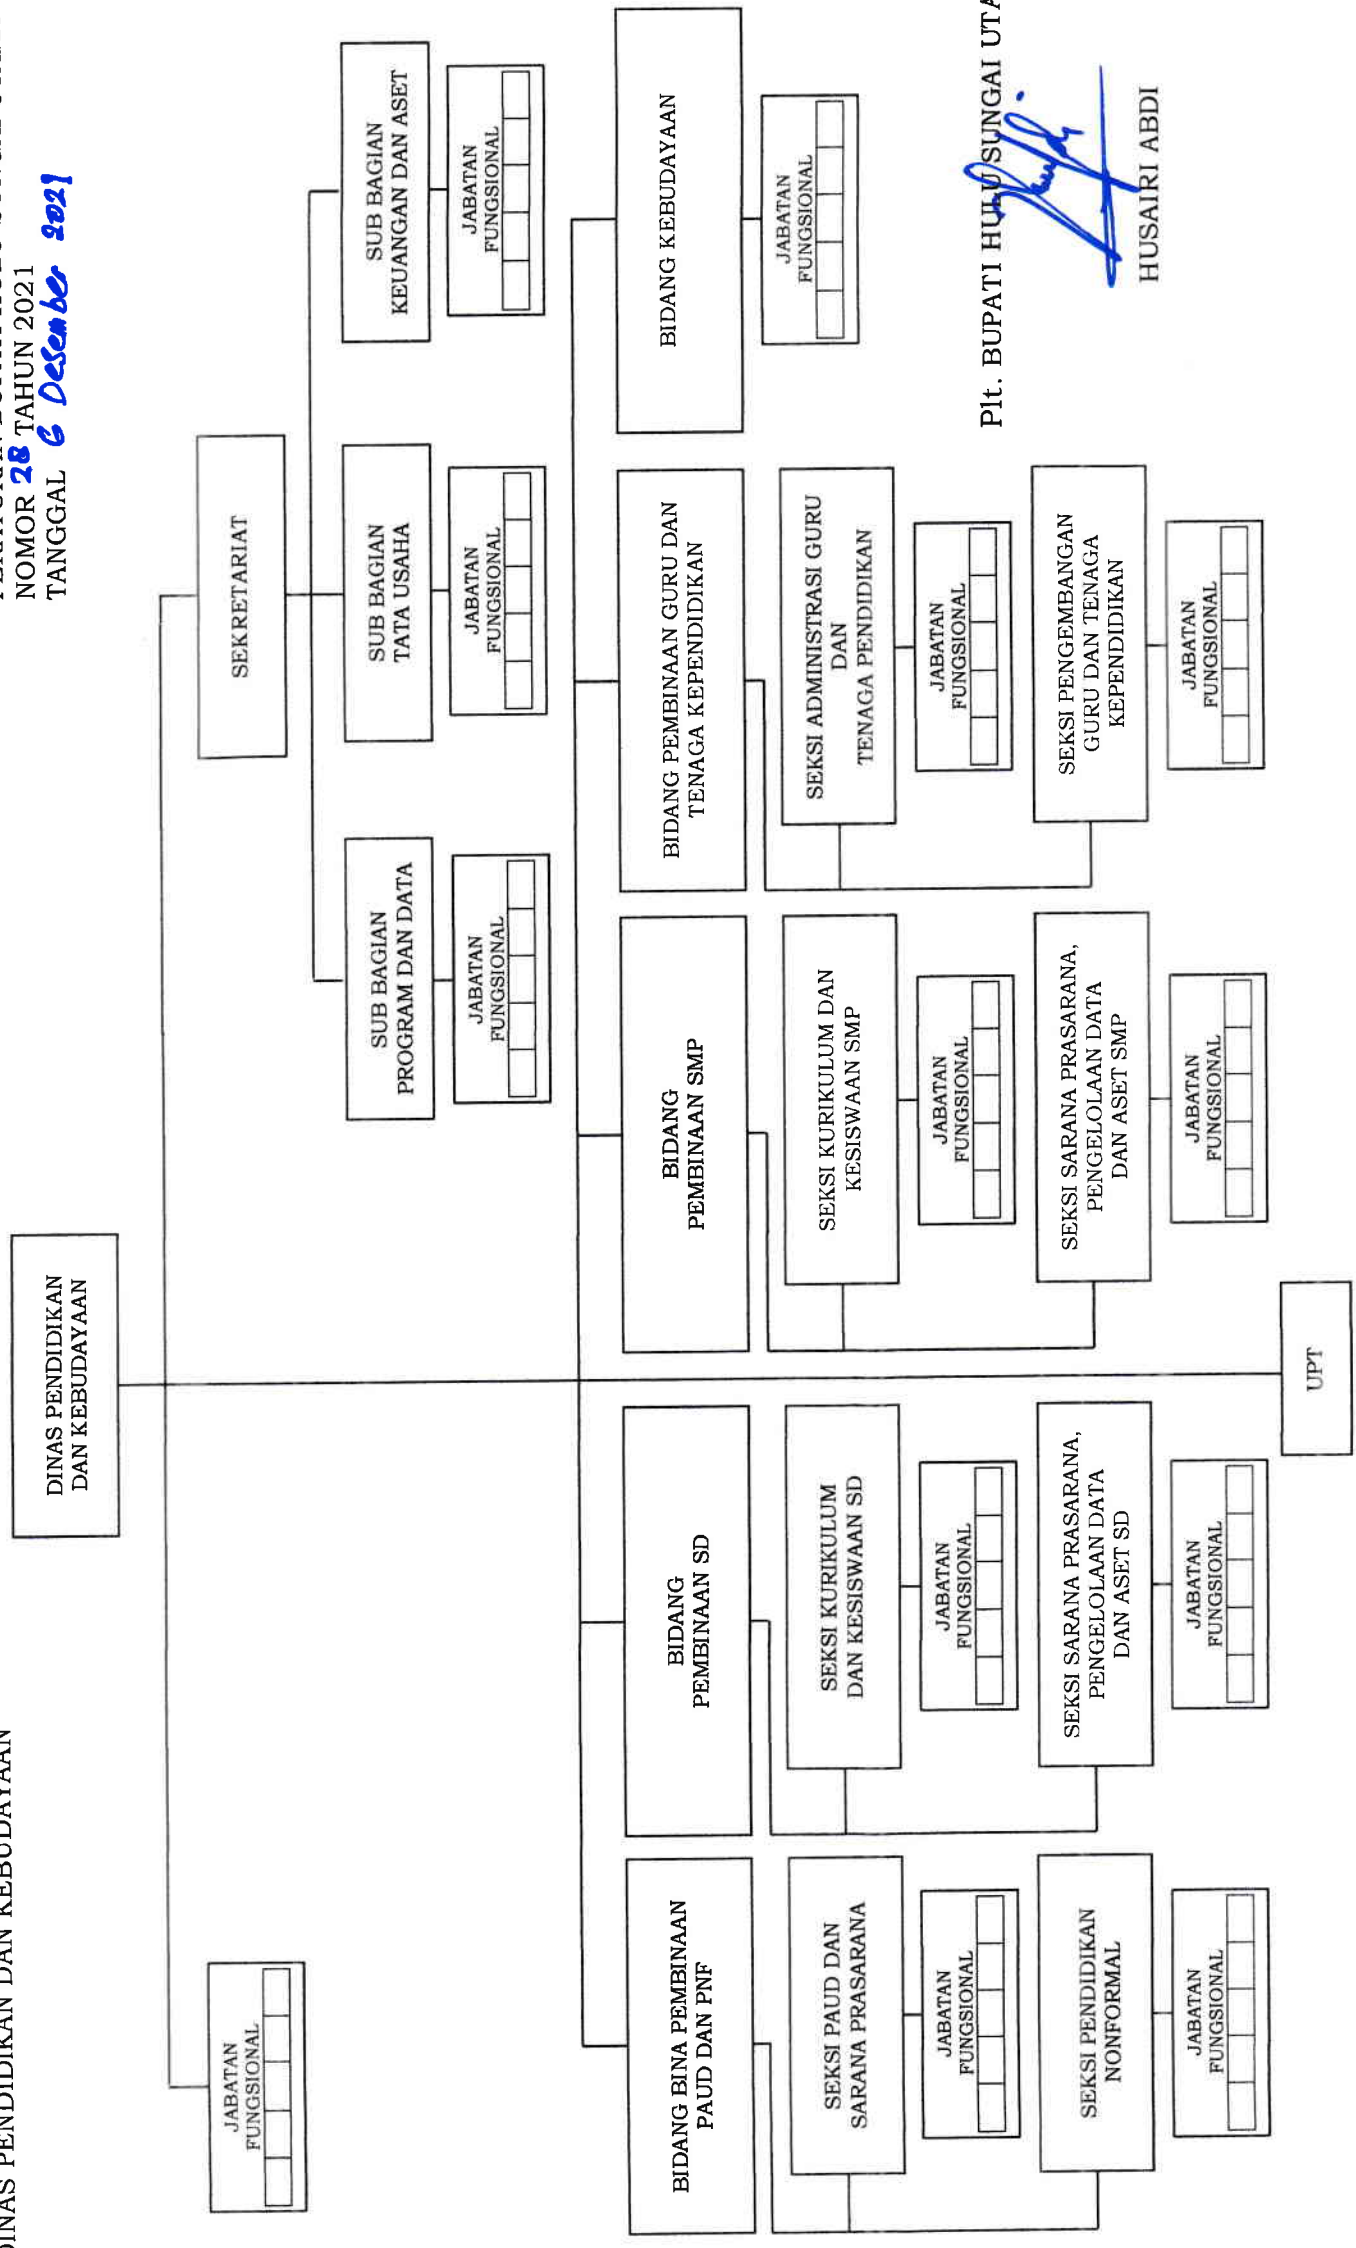 DINAS PENDIDIKAN DAN KEBUDAYAAN
NOMOR 28 TAHUN 2021
TANGGAL 6 Desember 2021
DINAS PENDIDIKAN
DAN KEBUDAYAAN
JABATAN
FUNGSIONAL
SEKRETARIAT
SUB BAGIAN
PROGRAM DAN DATA
JABATAN
FUNGSIONAL
SUB BAGIAN
TATA USAHA
JABATAN
FUNGSIONAL
SUB BAGIAN
KEUANGAN DAN ASET
JABATAN
FUNGSIONAL
BIDANG BINA PEMBINAAN
PAUD DAN PNF
SEKSI PAUD DAN
SARANA PRASARANA
JABATAN
FUNGSIONAL
SEKSI PENDIDIKAN
NONFORMAL
JABATAN
FUNGSIONAL
BIDANG
PEMBINAAN SD
SEKSI KURIKULUM
DAN KESISWAAN SD
JABATAN
FUNGSIONAL
SEKSI SARANA PRASARANA,
PENGELOLAAN DATA
DAN ASET SD
JABATAN
FUNGSIONAL
BIDANG
PEMBINAAN SMP
SEKSI KURIKULUM DAN
KESISWAAN SMP
JABATAN
FUNGSIONAL
SEKSI SARANA PRASARANA,
PENGELOLAAN DATA
DAN ASET SMP
JABATAN
FUNGSIONAL
BIDANG PEMBINAAN GURU DAN
TENAGA KEPENDIDIKAN
SEKSI ADMINISTRASI GURU
DAN
TENAGA PENDIDIKAN
JABATAN
FUNGSIONAL
SEKSI PENGEMBANGAN
GURU DAN TENAGA
KEPENDIDIKAN
JABATAN
FUNGSIONAL
BIDANG KEBUDAYAAN
JABATAN
FUNGSIONAL
UPT
Plt. BUPATI HULU SUNGAI UTA
HUSAIRI ABDI